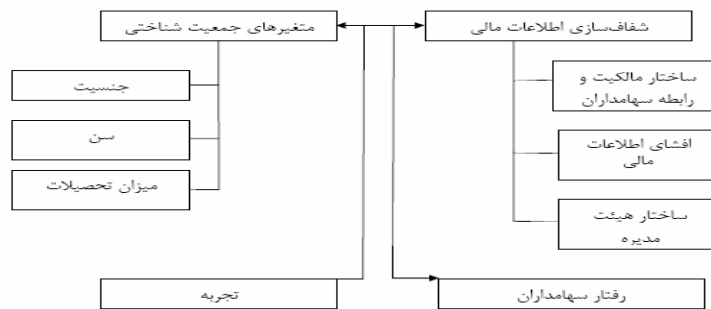 شفاف‌سازی اطلاعات مالی
متغیرهای جمعیت شناختی
ساختار مالکیت و
رابطه سهامداران
جنسیت
افشای اطلاعات
مالی
سن
میزان تحصیلات
ساختار هیئت
مدیره
رفتار سهامداران
تجربه